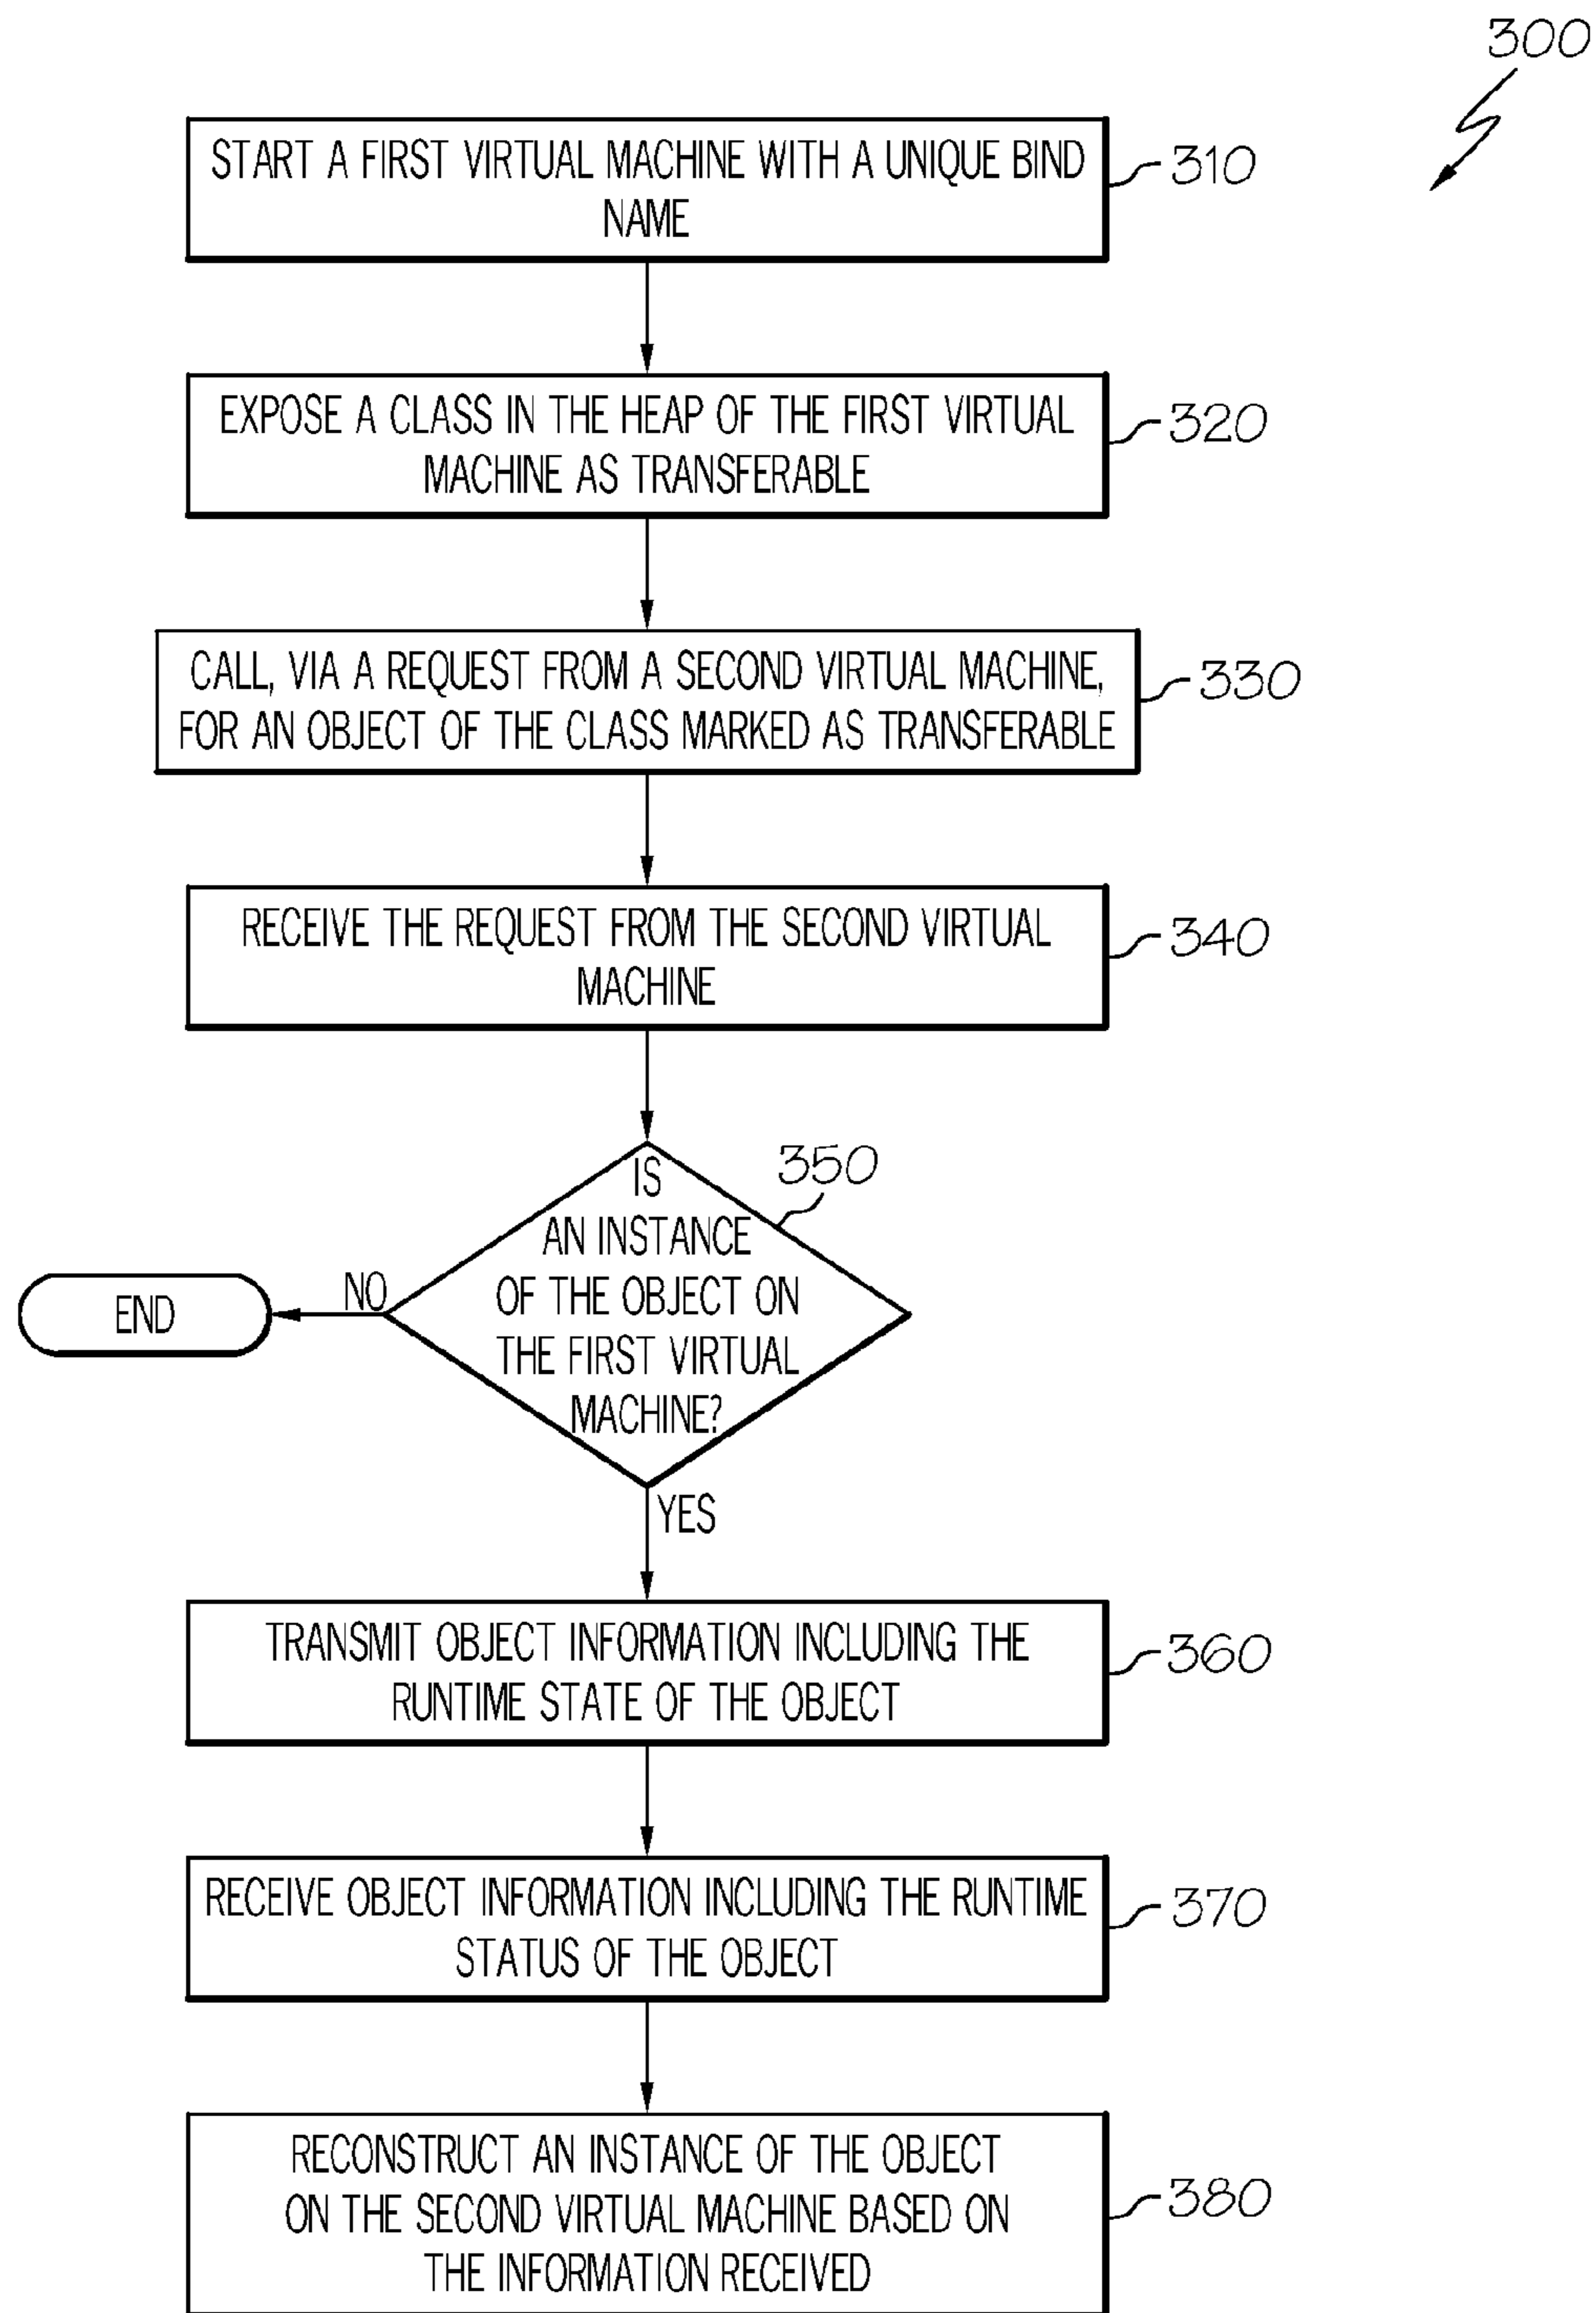 300
START A FIRST VIRTUAL MACHINE WITH A UNIQUE BIND
NAME
310
EXPOSE A CLASS IN THE HEAP OF THE FIRST VIRTUAL
MACHINE AS TRANSFERABLE
320
CALL, VIA A REQUEST FROM A SECOND VIRTUAL MACHINE,
FOR AN OBJECT OF THE CLASS MARKED AS TRANSFERABLE
330
RECEIVE THE REQUEST FROM THE SECOND VIRTUAL
MACHINE
340
IS
AN INSTANCE
OF THE OBJECT ON
THE FIRST VIRTUAL
MACHINE?
350
NO
END
YES
TRANSMIT OBJECT INFORMATION INCLUDING THE
RUNTIME STATE OF THE OBJECT
360
RECEIVE OBJECT INFORMATION INCLUDING THE RUNTIME
STATUS OF THE OBJECT
370
RECONSTRUCT AN INSTANCE OF THE OBJECT
ON THE SECOND VIRTUAL MACHINE BASED ON
THE INFORMATION RECEIVED
380